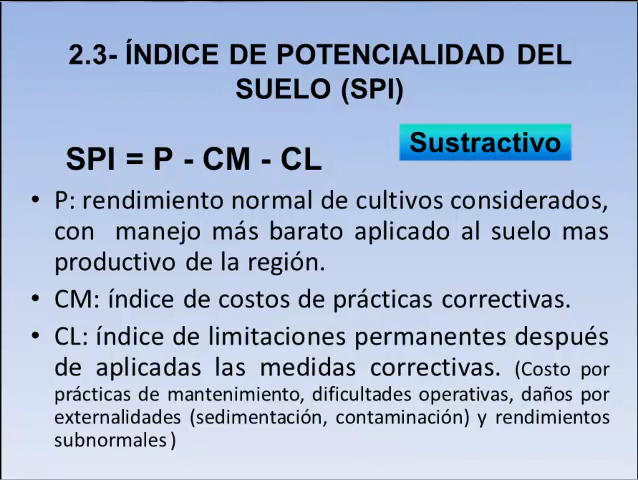 2.3- ÍNDICE DE POTENCIALIDAD DEL
SUELO (SPI)
Sustractivo
SPI = P - CM - CL
• P: rendimiento normal de cultivos considerados,
con manejo más barato aplicado al suelo mas
productivo de la región.
• CM: índice de costos de prácticas correctivas.
• CL: índice de limitaciones permanentes después
de aplicadas las medidas correctivas. (Costo por
prácticas de mantenimiento, dificultades operativas, daños por
externalidades (sedimentación, contaminación) y rendimientos
subnormales )